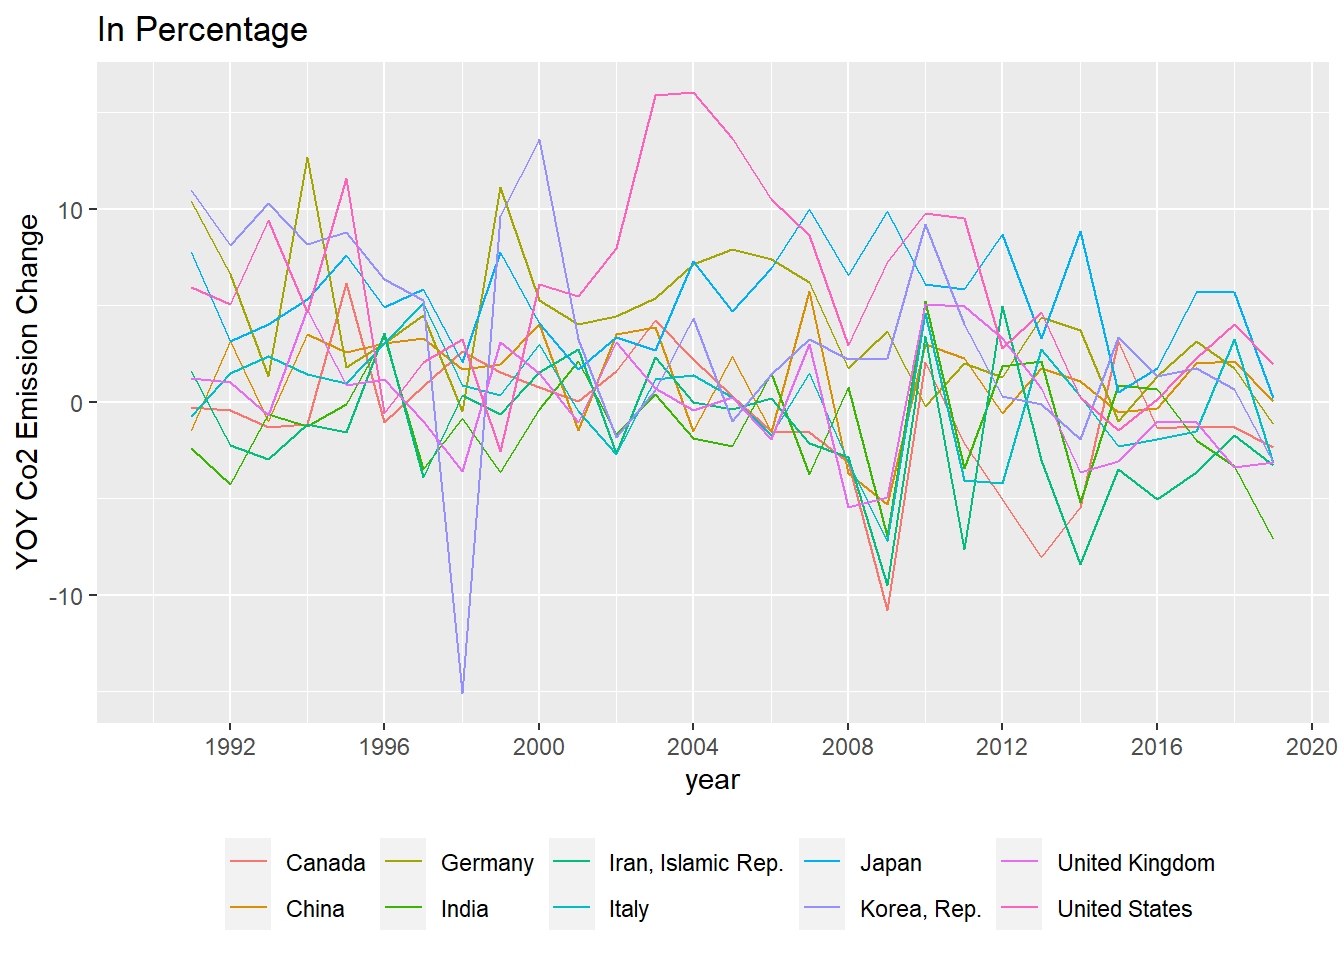 In Percentage
YOY Co2 Emission Change
10
0
-10
1992 1996 2000 2004 2008 2012 2016 2020
year
Canada Germany Iran, Islamic Rep. Japan United Kingdom
China India Italy Korea, Rep. United States